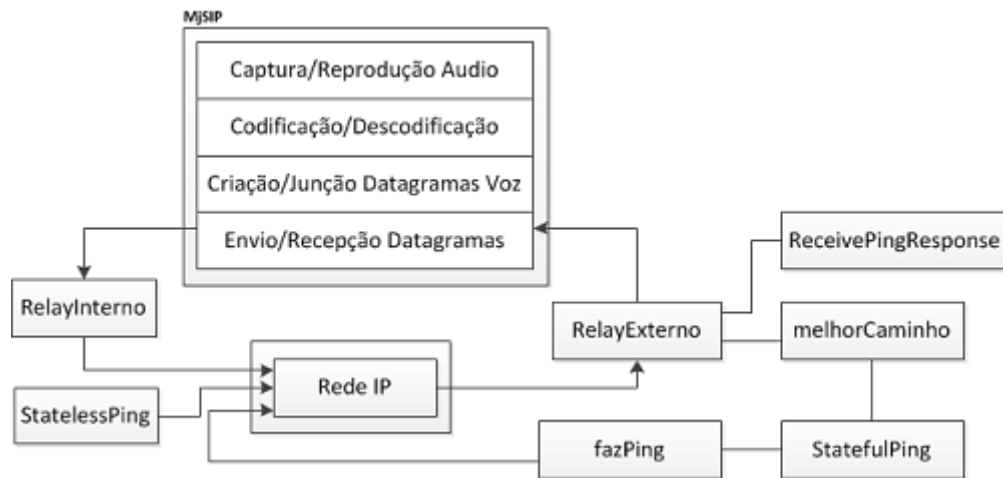 MjSIP
Captura/Reprodução Audio
Codificação/Descodificação
Criação/Junção Datagramas Voz
Envio/Recepção Datagramas
ReceivePingResponse
RelayInterno
RelayExterno
melhorCaminho
Rede IP
StatelessPing
fazPing
StatefulPing